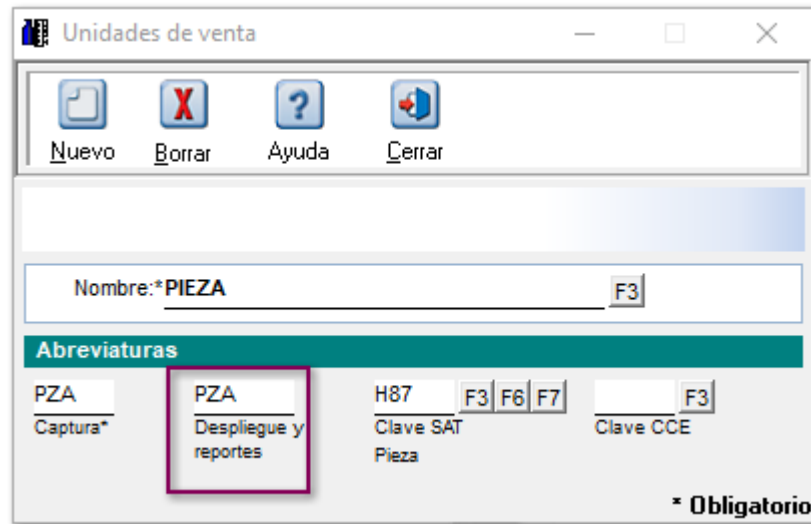 Unidades de venta
Nuevo Borrar Ayuda Cerrar
Nombre:* PIEZA F3
Abreviaturas
PZA PZA H87 F3 F6 F7 F3
Captura* Despliegue y Clave SAT Clave CCE
reportes Pieza
* Obligatorio